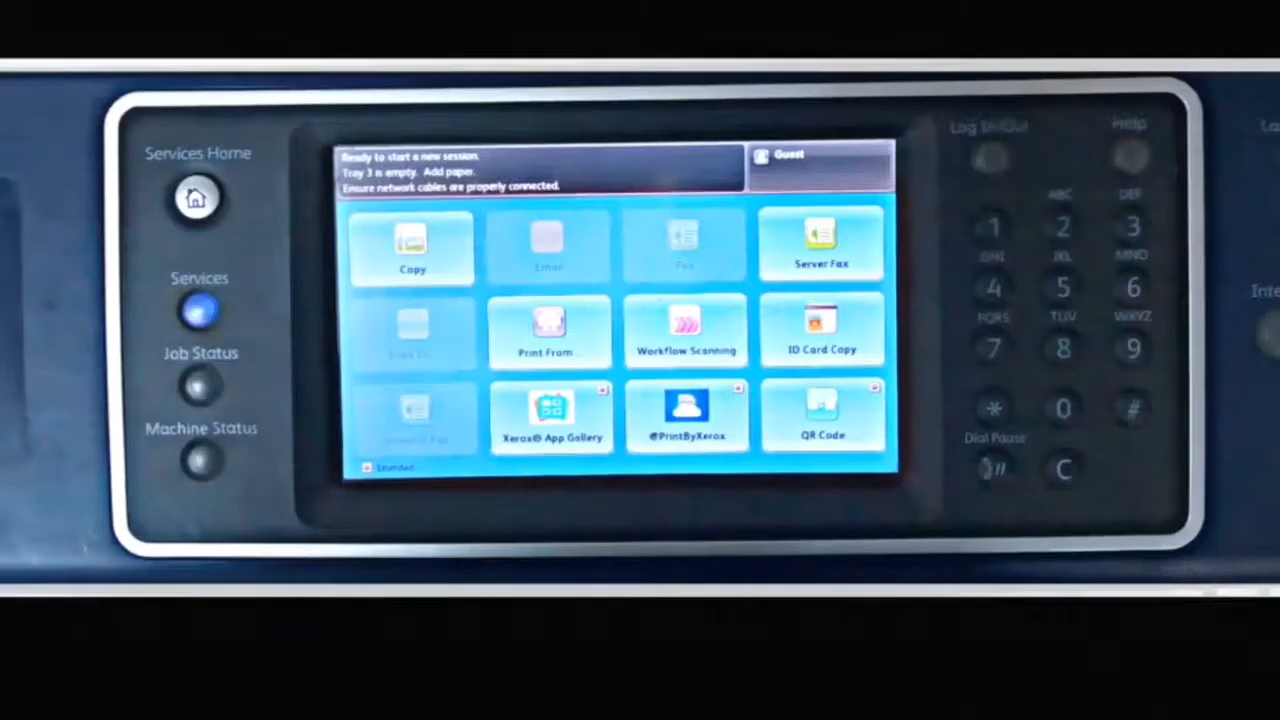 Services Home
Services
Job Status
Machine Status
Ready to start a new session.
Tray 3 is empty. Add paper.
Ensure network cables are properly connected.
Guest
Copy
Email
Fax
Server Fax
Print From...
Workflow Scanning
ID Card Copy
Xerox® App Gallery
@PrintByXerox
QR Code
Extended
Log In/Out
Help
ABC
DEF
1
2
3
GHI
JKL
MNO
4
5
6
PQRS
TUV
WXYZ
7
8
9
*
0
#
Dial Pause
C